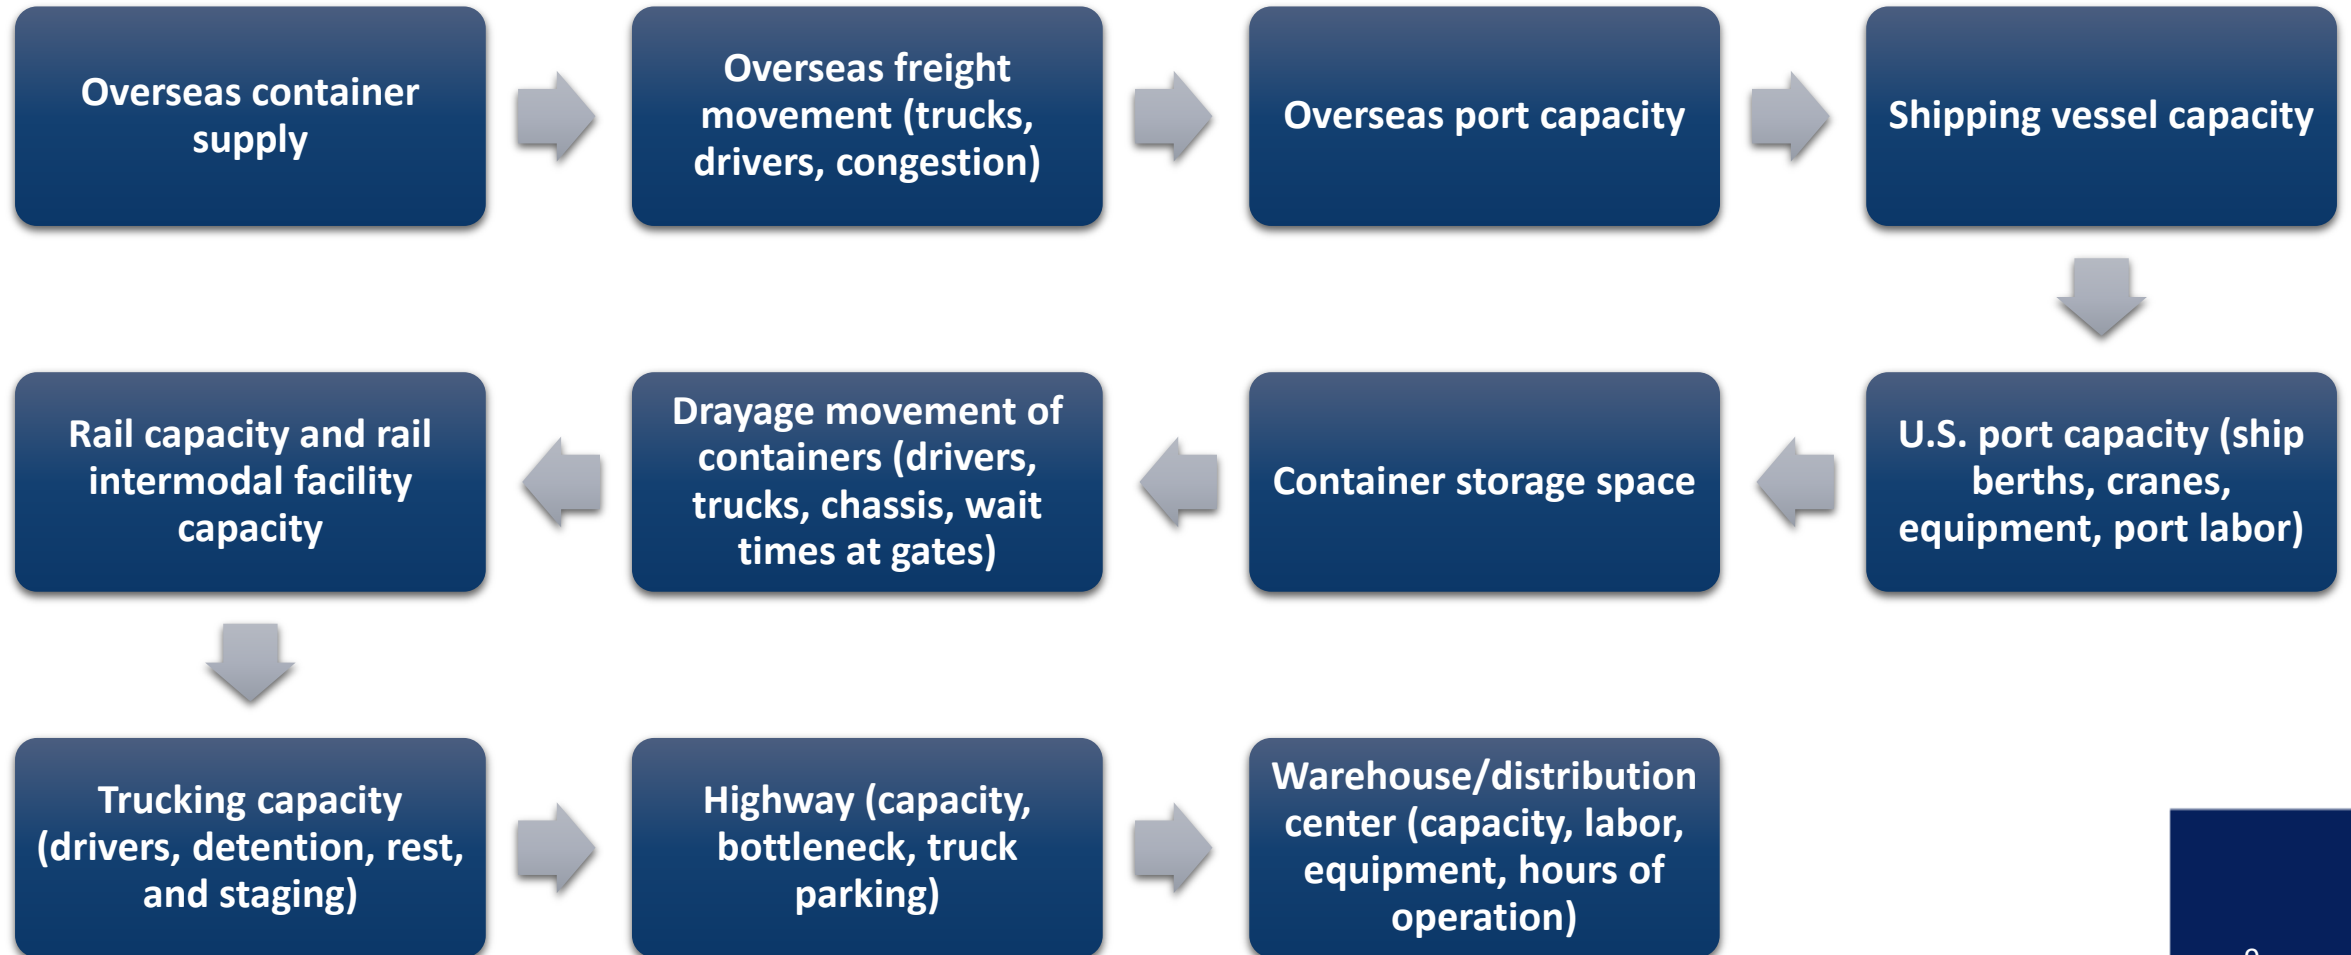 Overseas container
supply
Overseas freight
movement (trucks,
drivers, congestion)
Overseas port capacity
Shipping vessel capacity
U.S. port capacity (ship
berths, cranes,
equipment, port labor)
Container storage space
Drayage movement of
containers (drivers,
trucks, chassis, wait
times at gates)
Rail capacity and rail
intermodal facility
capacity
Trucking capacity
(drivers, detention, rest,
and staging)
Highway (capacity,
bottleneck, truck
parking)
Warehouse/distribution
center (capacity, labor,
equipment, hours of
operation)